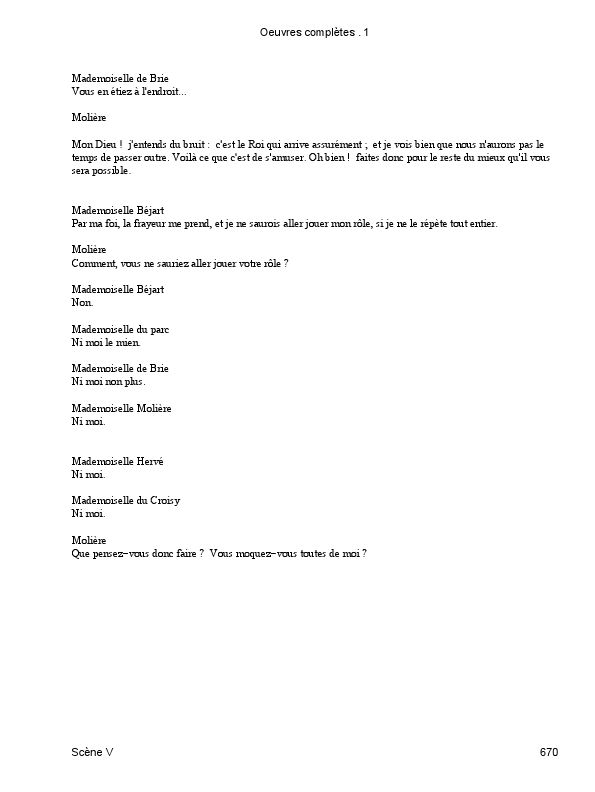 Oeuvres complètes . 1
Mademoiselle de Brie
Vous en étiez à l'endroit...
Molière
Mon Dieu !  j'entends du bruit :  c'est le Roi qui arrive assurément ;  et je vois bien que nous n'aurons pas le
temps de passer outre. Voilà ce que c'est de s'amuser. Oh bien !  faites donc pour le reste du mieux qu'il vous
sera possible.
Mademoiselle Béjart
Par ma foi, la frayeur me prend, et je ne saurois aller jouer mon rôle, si je ne le répète tout entier.
Molière
Comment, vous ne sauriez aller jouer votre rôle ?
Mademoiselle Béjart
Non.
Mademoiselle du parc
Ni moi le mien.
Mademoiselle de Brie
Ni moi non plus.
Mademoiselle Molière
Ni moi.
Mademoiselle Hervé
Ni moi.
Mademoiselle du Croisy
Ni moi.
Molière
Que pensez−vous donc faire ?  Vous moquez−vous toutes de moi ?
Scène V 670